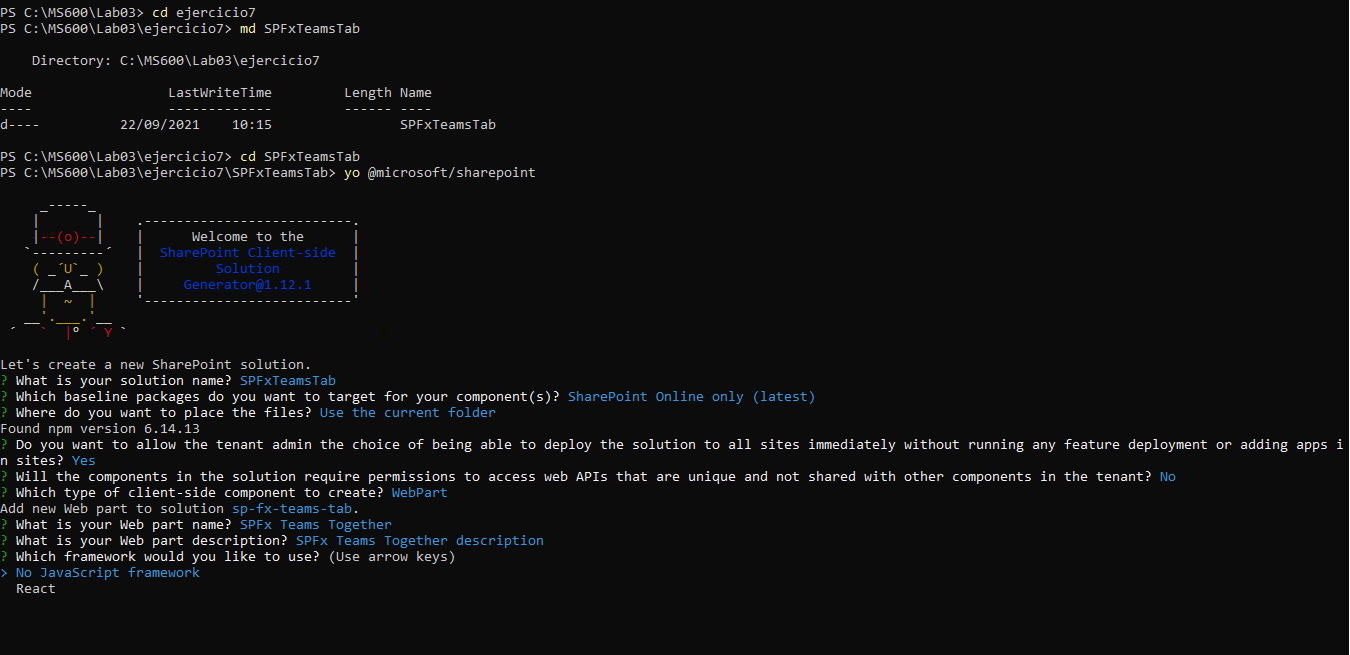 PS C:\MS600\Lab03> cd ejercicio7
PS C:\MS600\Lab03\ejercicio7> md SPFxTeamsTab
Directory: C:\MS600\Lab03\ejercicio7
Mode                 LastWriteTime         Length Name
----                 -------------         ------ ----
d----          22/09/2021    10:15                SPFxTeamsTab
PS C:\MS600\Lab03\ejercicio7> cd SPFxTeamsTab
PS C:\MS600\Lab03\ejercicio7\SPFxTeamsTab> yo @microsoft/sharepoint
     _-----_
    |       |    .--------------------------.
    |--(o)--|    |      Welcome to the      |
   `---------´   |  SharePoint Client-side  |
    ( _´U`_ )    |         Solution         |
    /___A___\    |     Generator@1.12.1     |
     |  ~  |     '--------------------------'
   __'.___.'__
 ´   `  |° ´ Y `
Let's create a new SharePoint solution.
? What is your solution name? SPFxTeamsTab
? Which baseline packages do you want to target for your component(s)? SharePoint Online only (latest)
? Where do you want to place the files? Use the current folder
Found npm version 6.14.13
? Do you want to allow the tenant admin the choice of being able to deploy the solution to all sites immediately without running any feature deployment or adding apps i
n sites? Yes
? Will the components in the solution require permissions to access web APIs that are unique and not shared with other components in the tenant? No
? Which type of client-side component to create? WebPart
Add new Web part to solution sp-fx-teams-tab.
? What is your Web part name? SPFx Teams Together
? What is your Web part description? SPFx Teams Together description
? Which framework would you like to use? (Use arrow keys)
> No JavaScript framework
  React